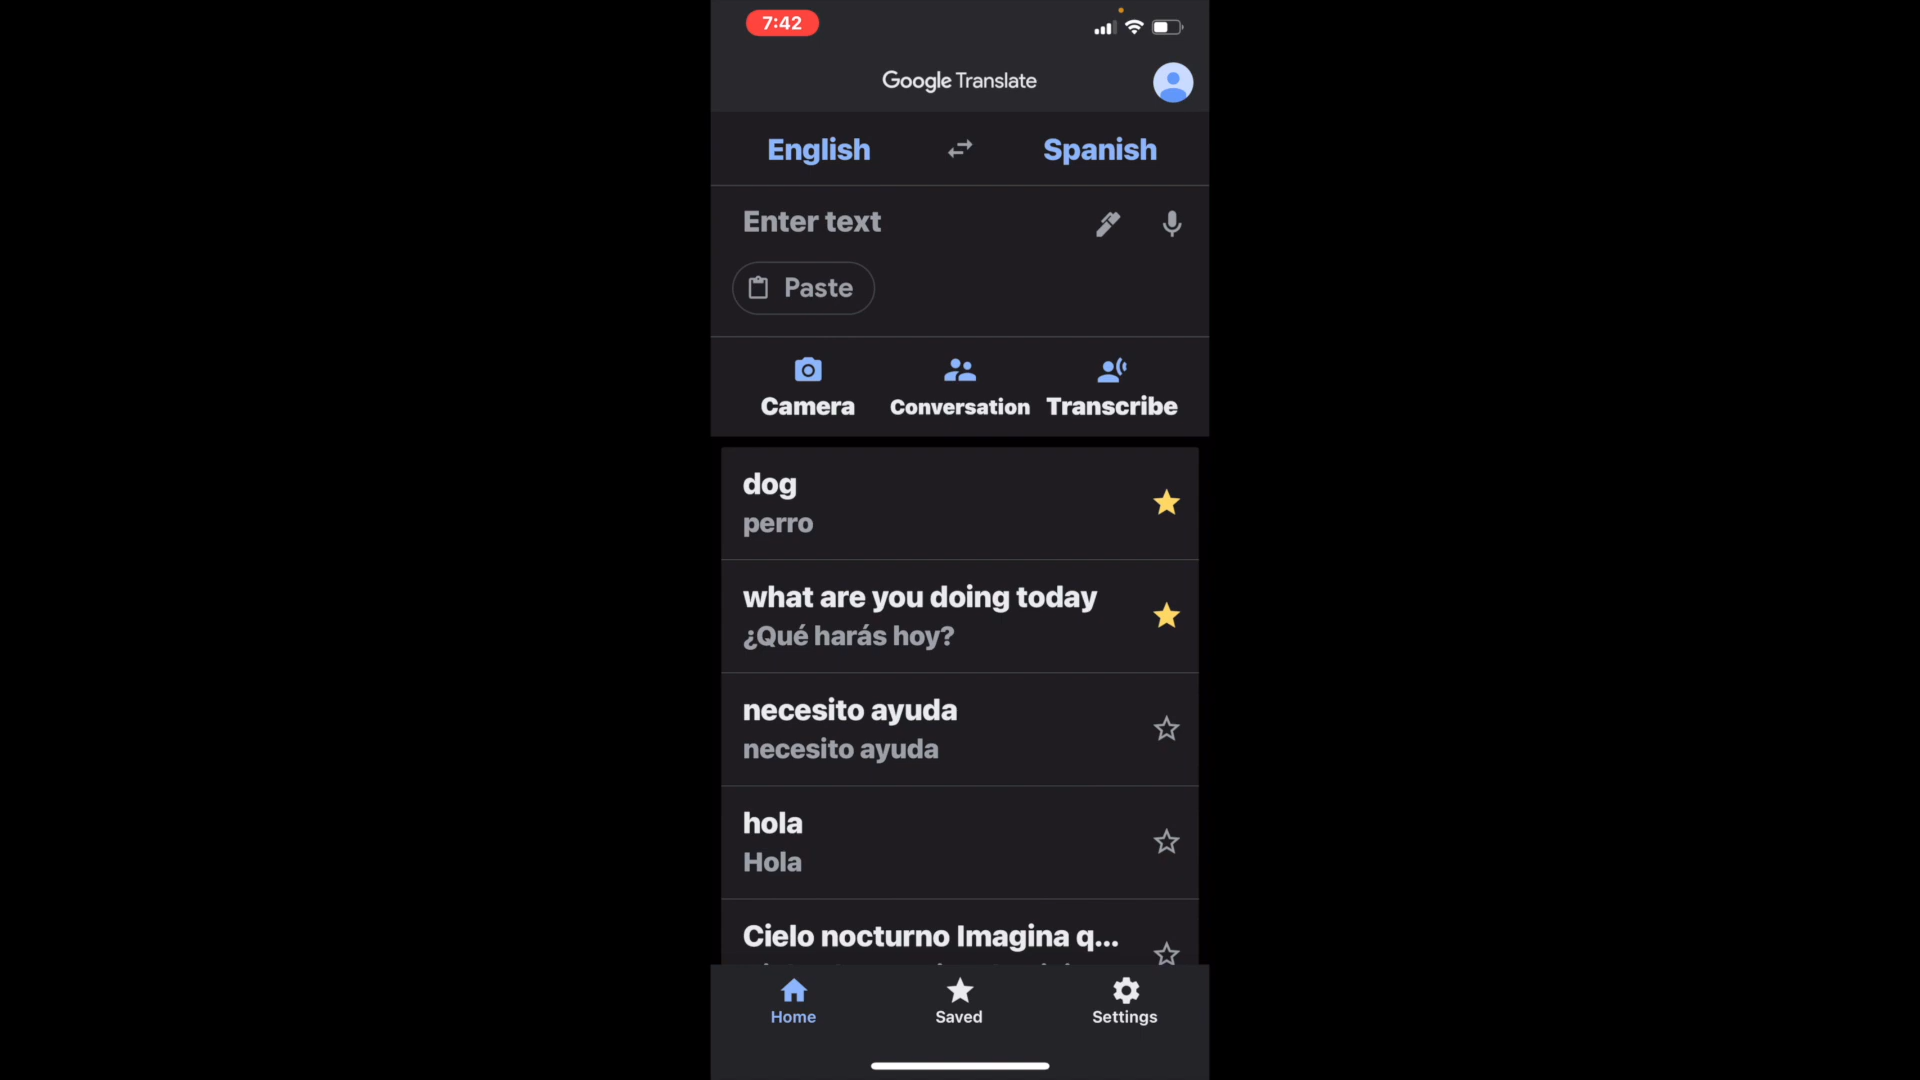 7:42
Google Translate
English
Spanish
Enter text
Paste
Camera
Conversation
Transcribe
dog
perro
what are you doing today
¿Qué harás hoy?
necesito ayuda
necesito ayuda
hola
Hola
Cielo nocturno Imagina q...
Home
Saved
Settings